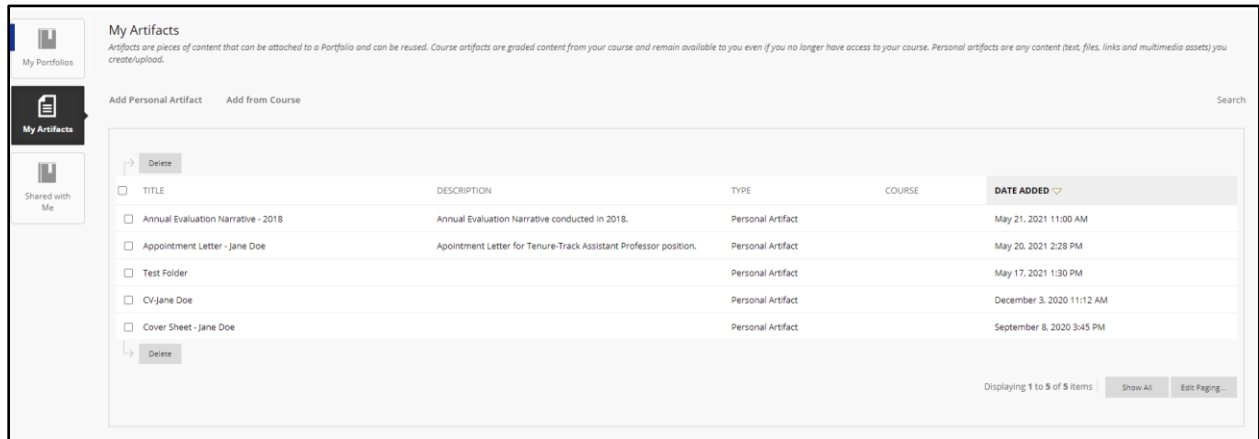 My Portfolios
My Artifacts
Shared with
Me
My Artifacts
Artifacts are pieces of content that can be attached to a Portfolio and can be reused. Course artifacts are graded content from your course and remain available to you even if you no longer have access to your course. Personal artifacts are any content (text, files, links and multimedia assets) you
create/upload.
Add Personal Artifact Add from Course Search
Delete
TITLE DESCRIPTION TYPE COURSE DATE ADDED
Annual Evaluation Narrative - 2018 Annual Evaluation Narrative conducted in 2018. Personal Artifact May 21, 2021 11:00 AM
Appointment Letter - Jane Doe Apointment Letter for Tenure-Track Assistant Professor position. Personal Artifact May 20, 2021 2:28 PM
Test Folder Personal Artifact May 17, 2021 1:30 PM
CV-Jane Doe Personal Artifact December 3, 2020 11:12 AM
Cover Sheet - Jane Doe Personal Artifact September 8, 2020 3:45 PM
Delete
Displaying 1 to 5 of 5 items Show All Edit Paging...